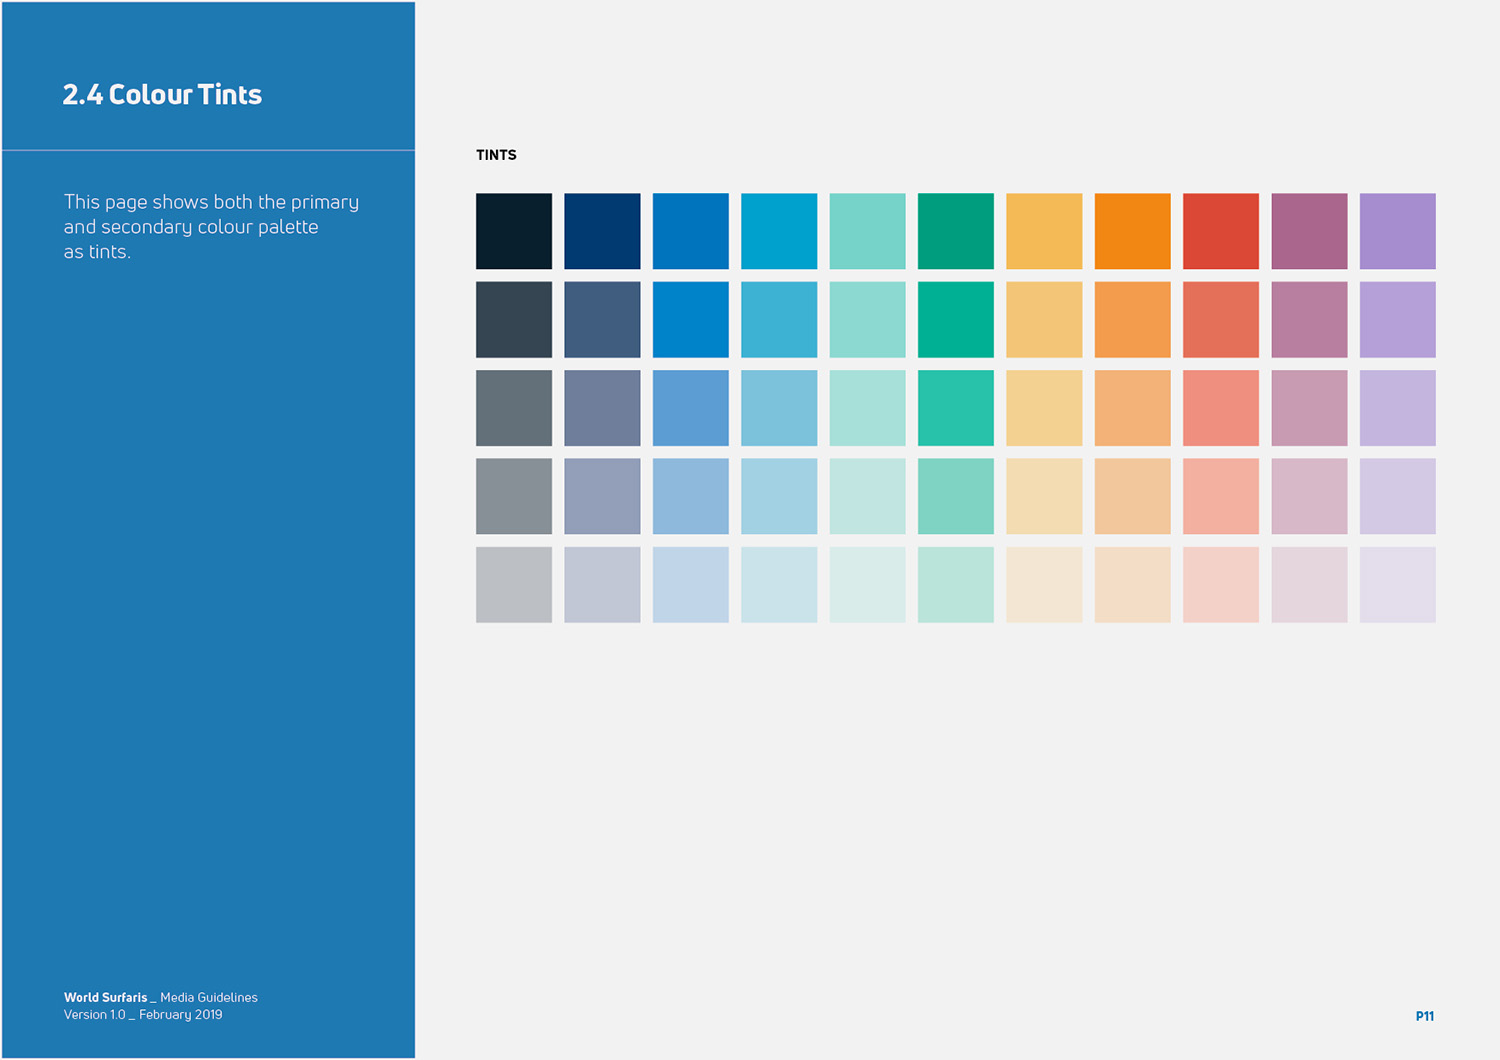 2.4 Colour Tints
This page shows both the primary
and secondary colour palette
as tints.
TINTS
World Surfaris _ Media Guidelines
Version 1.0 _ February 2019
P11